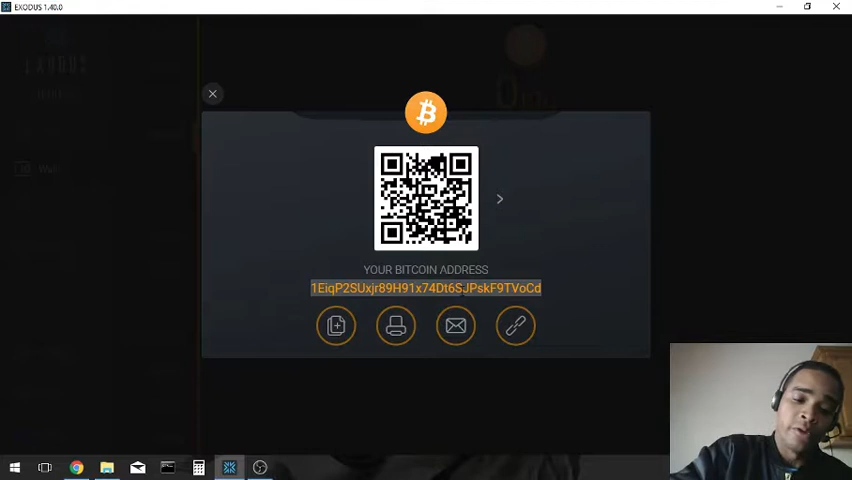 EXODUS 1.40.0
YOUR BITCOIN ADDRESS
1EiqP2SUxjr89H91x74Dt6SJPskF9TVoCd